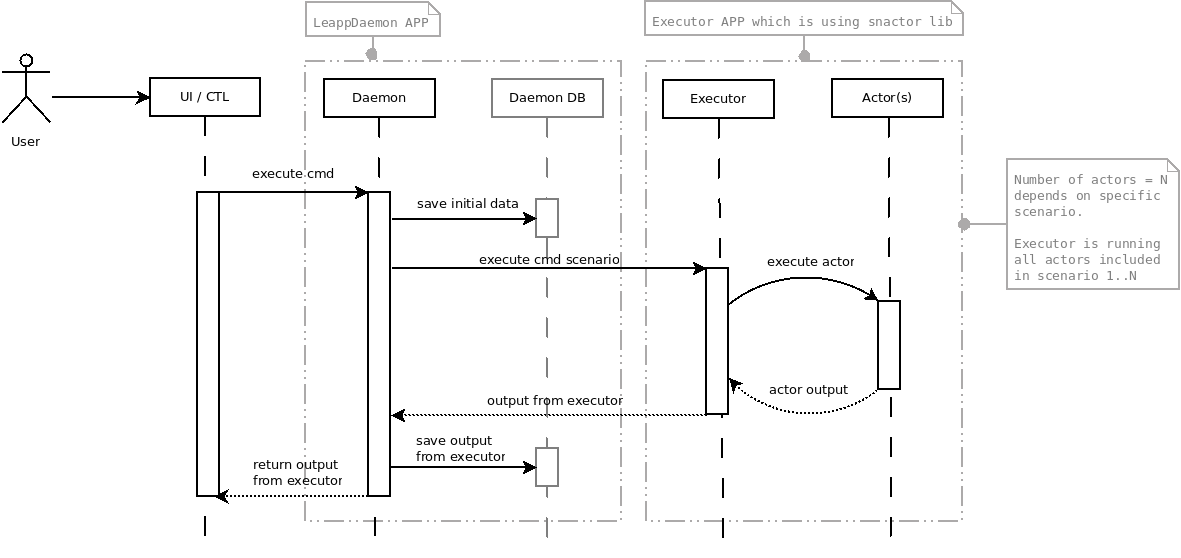 LeappDaemon APP
Executor APP which is using snactor lib
UI / CTL
Daemon
Daemon DB
Executor
Actor(s)
User
execute cmd
save initial data
execute cmd scenario
execute actor
Number of actors = N
depends on specific
scenario.
Executor is running
all actors included
in scenario 1..N
actor output
output from executor
save output
from executor
return output
from executor